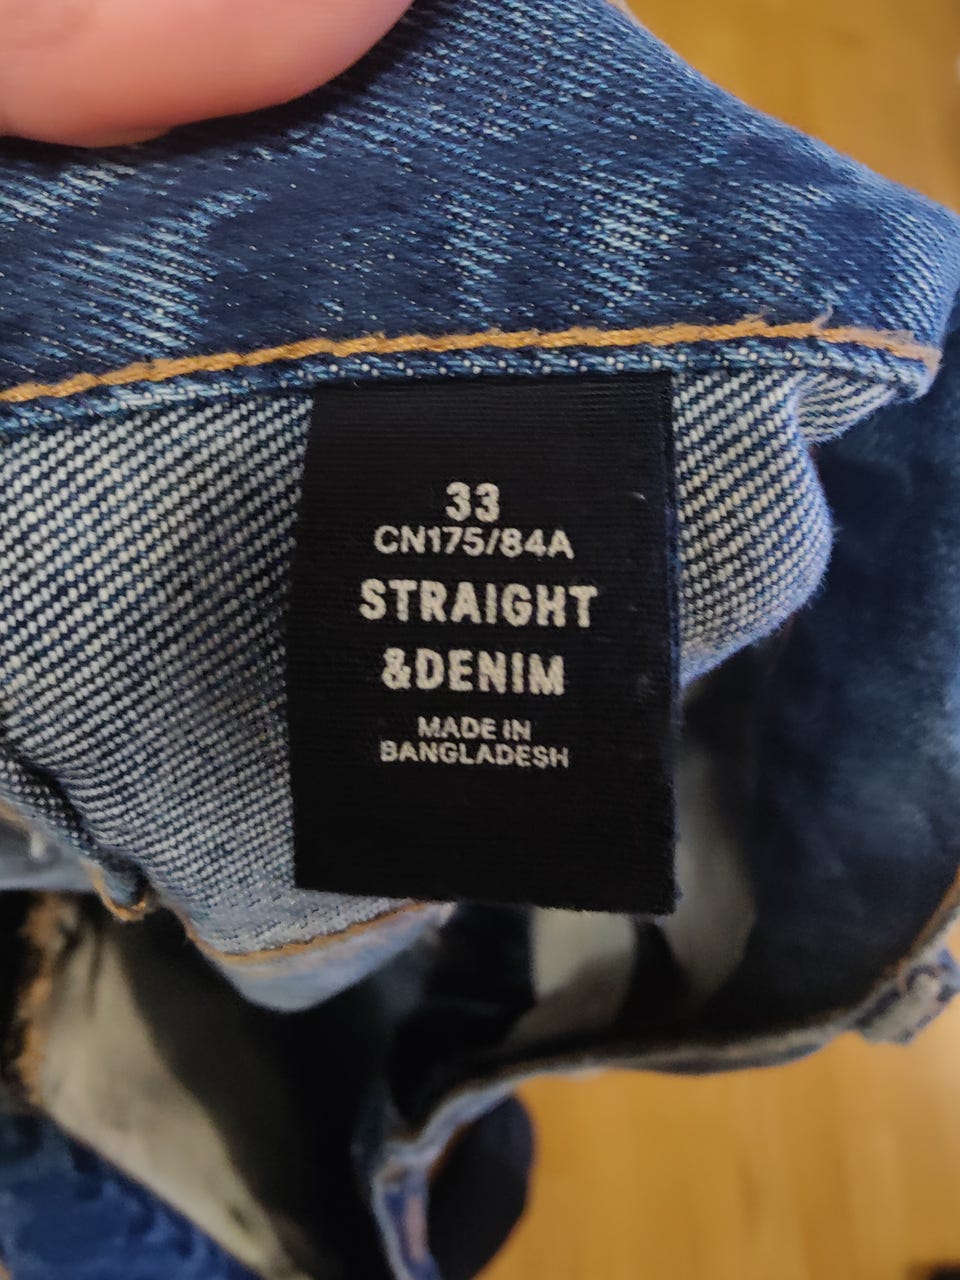 33
CN175/84A
STRAIGHT
&DENIM
MADE IN
BANGLADESH